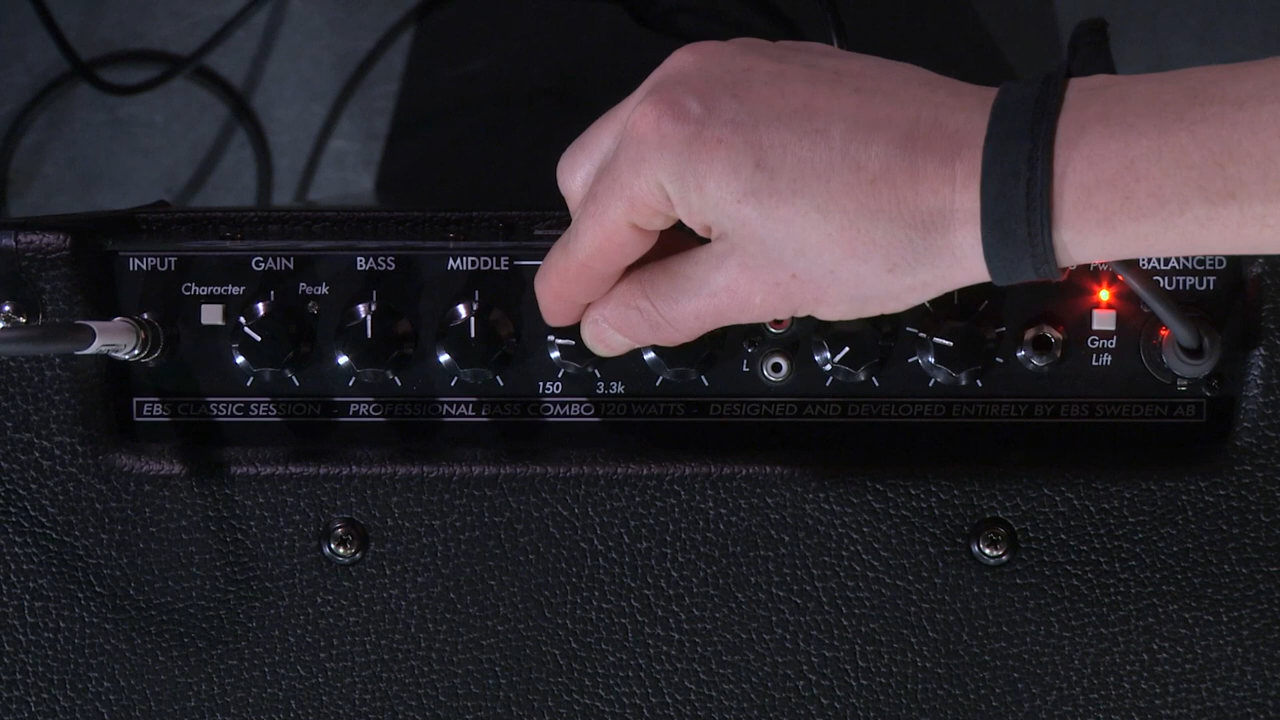 INPUT
GAIN
BASS
MIDDLE
BALANCED
OUTPUT
Character
Peak
Gnd
Lift
L
150
3.3k
EBS CLASSIC SESSION - PROFESSIONAL BASS COMBO 120 WATTS - DESIGNED AND DEVELOPED ENTIRELY BY EBS SWEDEN AB